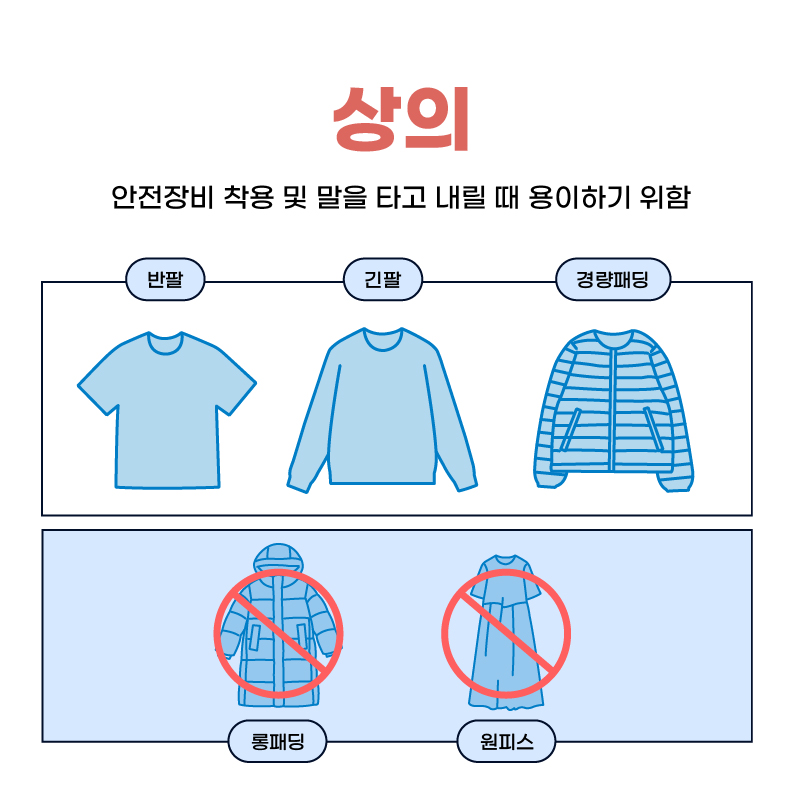 상의
안전장비 착용 및 말을 타고 내릴 때 용이하기 위함
반팔
긴팔
경량패딩
롱패딩
원피스